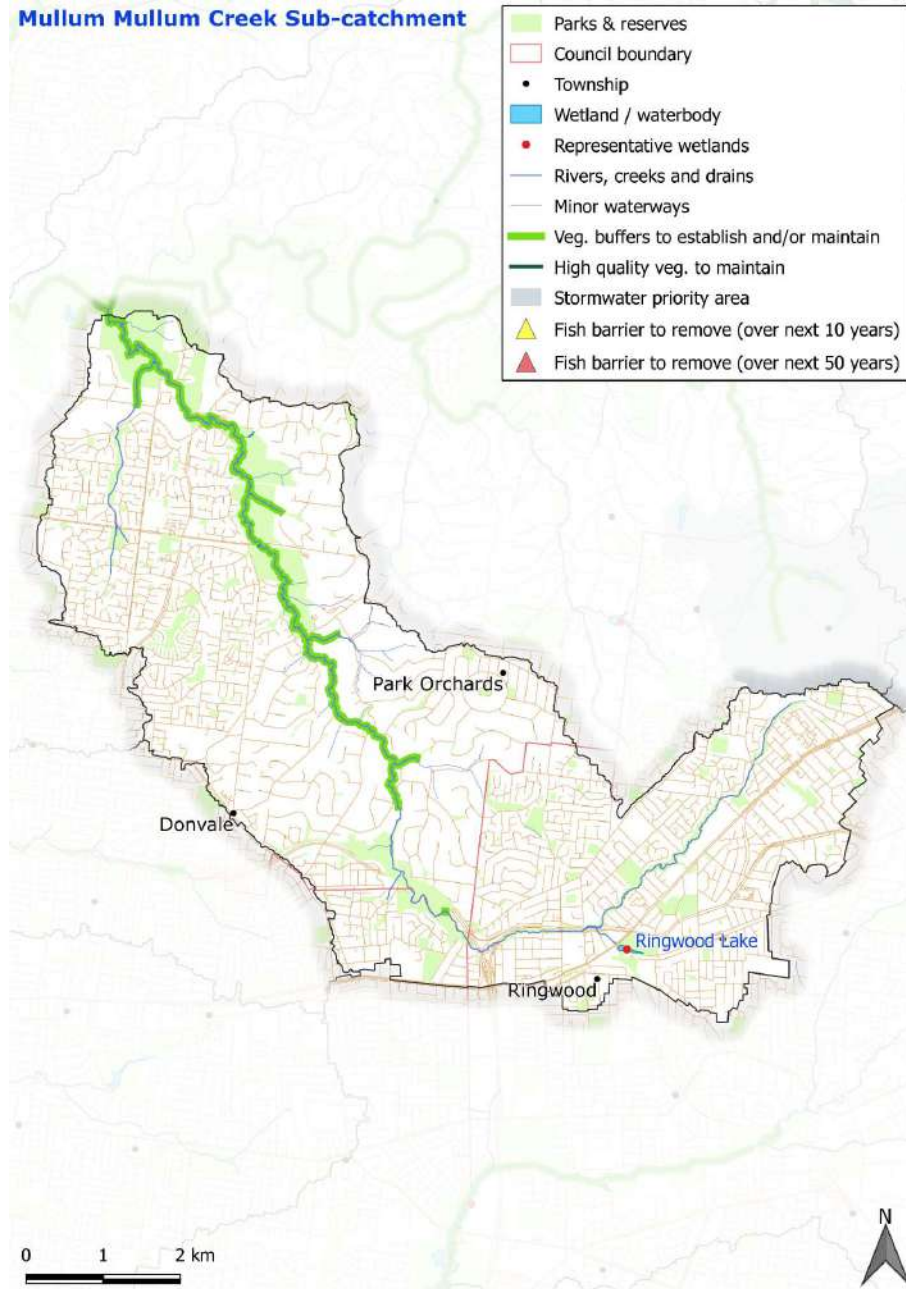 Mullum Mullum Creek Sub-catchment
Parks & reserves
Council boundary
Township
Wetland / waterbody
Representative wetlands
Rivers, creeks and drains
Minor waterways
Veg. buffers to establish and/or maintain
High quality veg. to maintain
Stormwater priority area
Fish barrier to remove (over next 10 years)
Fish barrier to remove (over next 50 years)
Park Orchards
Donvale
Ringwood Lake
Ringwood
N
0 1 2 km